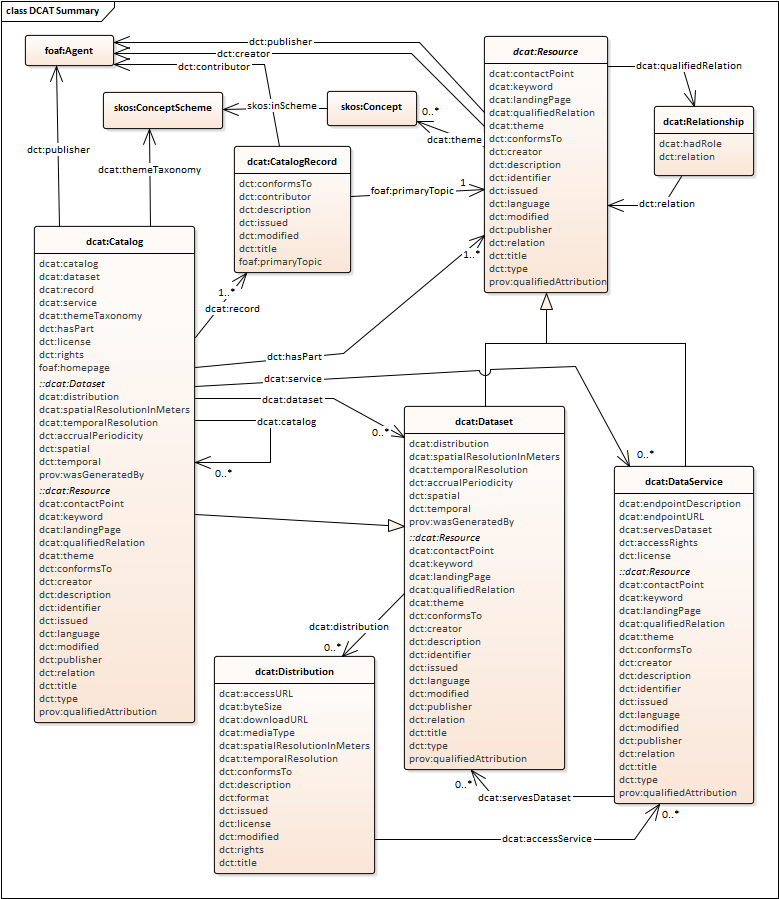 class DCAT Summary
foaf:Agent
dct:publisher
dct:creator
dct:contributor
dcat:Resource
dcat:contactPoint
dcat:keyword
dcat:landingPage
dcat:qualifiedRelation
dcat:theme
dct:conformsTo
dct:creator
dct:description
dct:identifier
dct:issued
dct:language
dct:modified
dct:publisher
dct:relation
dct:title
dct:type
prov:qualifiedAttribution
dcat:qualifiedRelation
dcat:Relationship
dcat:hadRole
dct:relation
dct:relation
skos:ConceptScheme
skos:inScheme
skos:Concept
0..*
dcat:theme
dct:publisher
dcat:themeTaxonomy
dcat:CatalogRecord
dct:conformsTo
dct:contributor
dct:description
dct:issued
dct:modified
dct:title
foaf:primaryTopic
foaf:primaryTopic
1
1..*
dcat:record
1..*
dct:hasPart
dcat:service
0..*
dcat:dataset
0..*
dcat:catalog
0..*
dcat:Catalog
dcat:catalog
dcat:dataset
dcat:record
dcat:service
dcat:themeTaxonomy
dct:hasPart
dct:license
dct:rights
foaf:homepage
::dcat:Dataset
dcat:distribution
dcat:spatialResolutionInMeters
dcat:temporalResolution
dct:accrualPeriodicity
dct:spatial
dct:temporal
prov:wasGeneratedBy
::dcat:Resource
dcat:contactPoint
dcat:keyword
dcat:landingPage
dcat:qualifiedRelation
dcat:theme
dct:conformsTo
dct:creator
dct:description
dct:identifier
dct:issued
dct:language
dct:modified
dct:publisher
dct:relation
dct:title
dct:type
prov:qualifiedAttribution
dcat:Dataset
dcat:distribution
dcat:spatialResolutionInMeters
dcat:temporalResolution
dct:accrualPeriodicity
dct:spatial
dct:temporal
prov:wasGeneratedBy
::dcat:Resource
dcat:contactPoint
dcat:keyword
dcat:landingPage
dcat:qualifiedRelation
dcat:theme
dct:conformsTo
dct:creator
dct:description
dct:identifier
dct:issued
dct:language
dct:modified
dct:publisher
dct:relation
dct:title
dct:type
prov:qualifiedAttribution
dcat:DataService
dcat:endpointDescription
dcat:endpointURL
dcat:servesDataset
dct:accessRights
dct:license
::dcat:Resource
dcat:contactPoint
dcat:keyword
dcat:landingPage
dcat:qualifiedRelation
dcat:theme
dct:conformsTo
dct:creator
dct:description
dct:identifier
dct:issued
dct:language
dct:modified
dct:publisher
dct:relation
dct:title
dct:type
prov:qualifiedAttribution
dcat:distribution
0..*
dcat:Distribution
dcat:accessURL
dcat:byteSize
dcat:downloadURL
dcat:mediaType
dcat:spatialResolutionInMeters
dcat:temporalResolution
dct:conformsTo
dct:description
dct:format
dct:issued
dct:license
dct:modified
dct:rights
dct:title
0..*
dcat:servesDataset
0..*
dcat:accessService